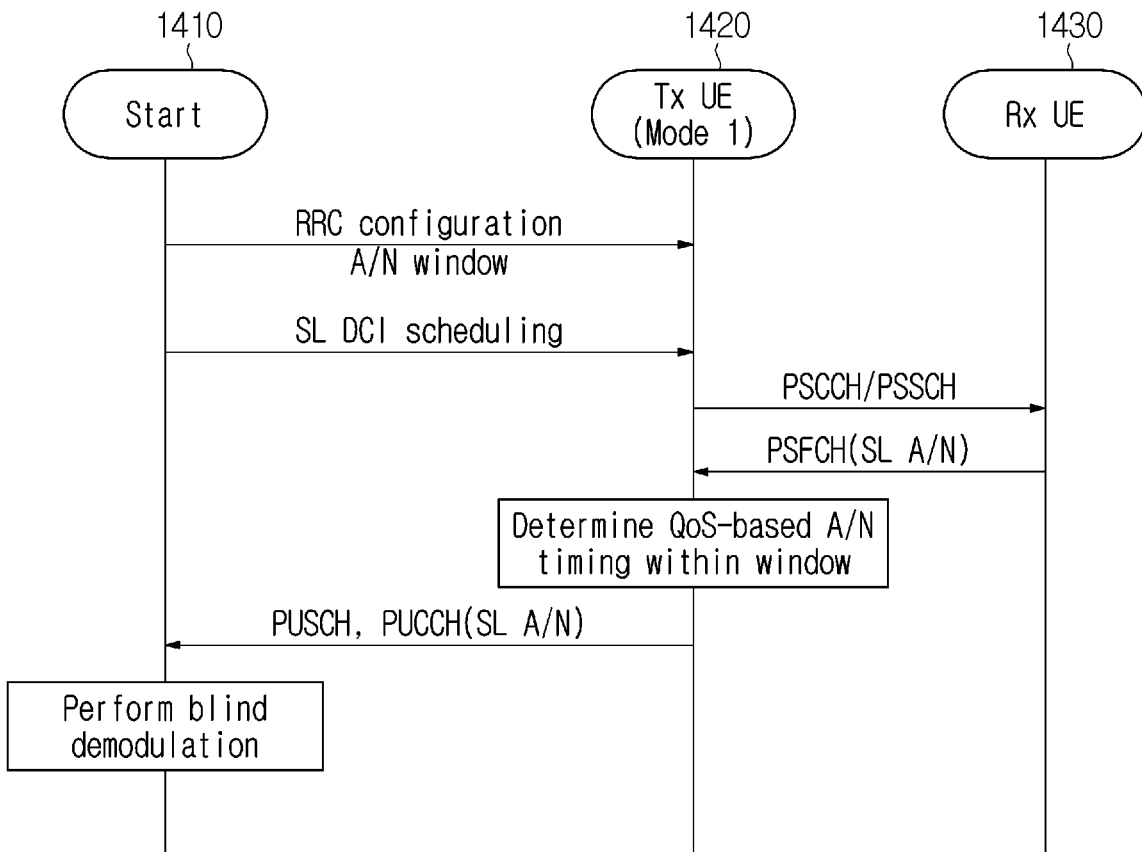 1410
1420
1430
Start
Tx UE
(Mode 1)
Rx UE
RRC configuration
A/N window
SL DCI scheduling
PSCCH/PSSCH
PSFCH(SL A/N)
Determine QoS-based A/N
timing within window
PUSCH, PUCCH(SL A/N)
Perform blind
demodulation